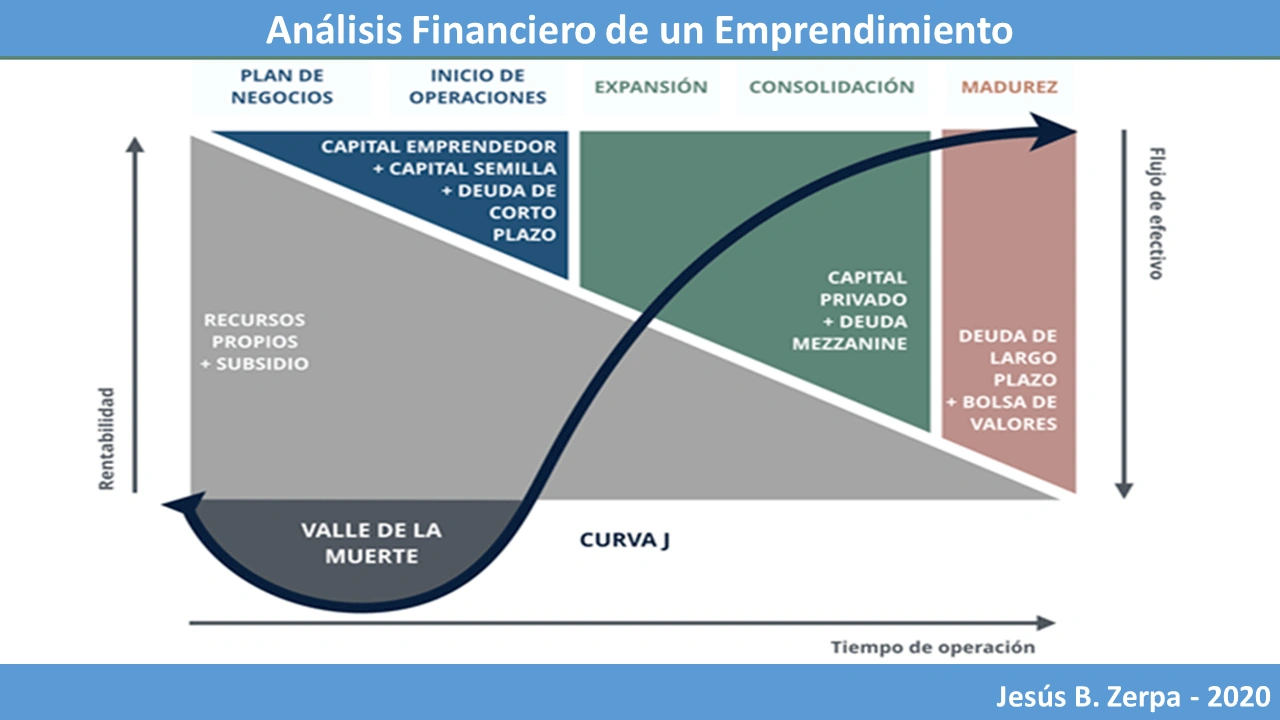 Análisis Financiero de un Emprendimiento
PLAN DE
NEGOCIOS
INICIO DE
OPERACIONES
EXPANSIÓN
CONSOLIDACIÓN
MADUREZ
CAPITAL EMPRENDEDOR
+ CAPITAL SEMILLA
+ DEUDA DE
CORTO
PLAZO
RECURSOS
PROPIOS
+ SUBSIDIO
CAPITAL
PRIVADO
+ DEUDA
MEZZANINE
DEUDA DE
LARGO
PLAZO
+ BOLSA DE
VALORES
Rentabilidad
Flujo de efectivo
VALLE DE LA
MUERTE
CURVA J
Tiempo de operación
Jesús B. Zerpa - 2020